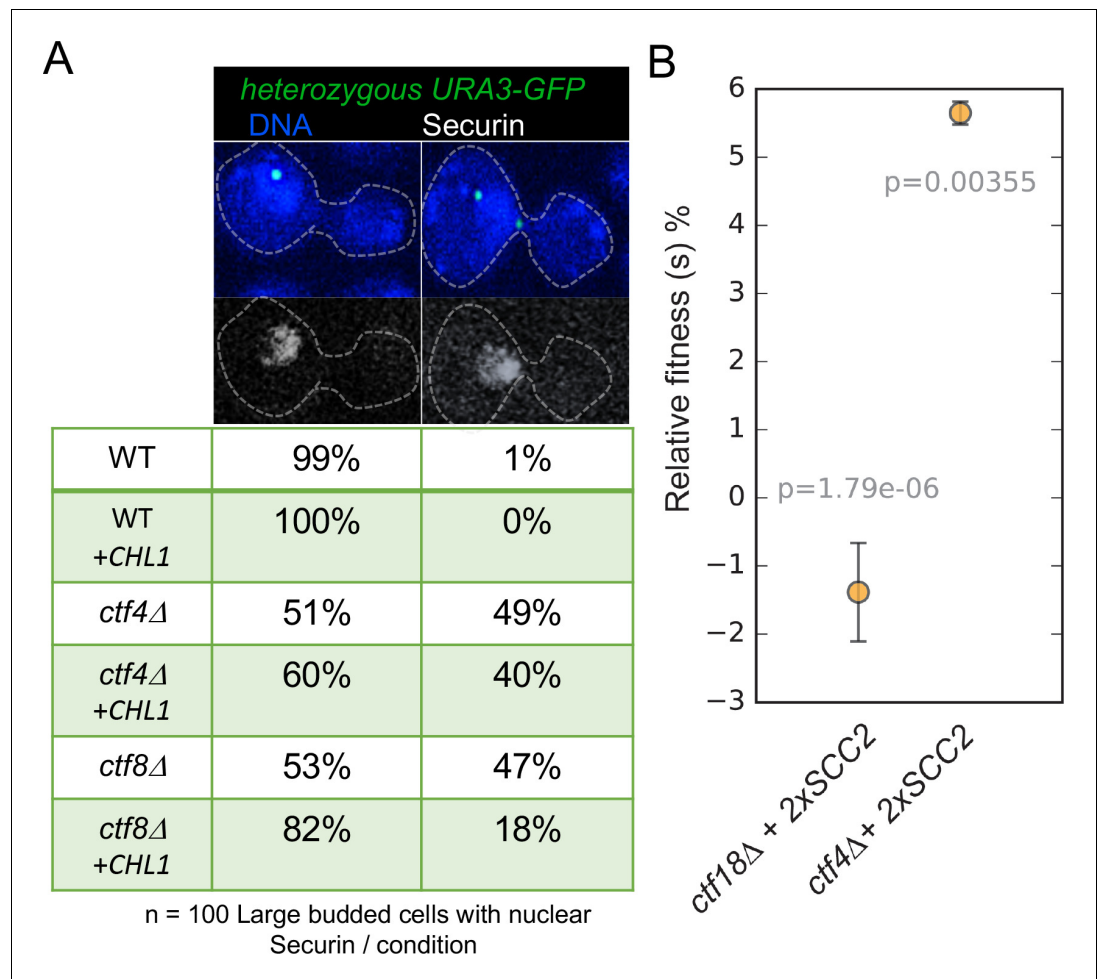 A
heterozygous URA3-GFP
DNA Securin
WT 99% 1%
WT
+CHL1 100% 0%
ctf4Δ 51% 49%
ctf4Δ
+CHL1 60% 40%
ctf8Δ 53% 47%
ctf8Δ
+CHL1 82% 18%
n = 100 Large budded cells with nuclear
Securin / condition
B
Relative fitness (s) %
6
5
4
3
2
1
0
−1
−2
−3
p=0.00355
p=1.79e-06
ctf18Δ + 2xSCC2
ctf4Δ+ 2xSCC2